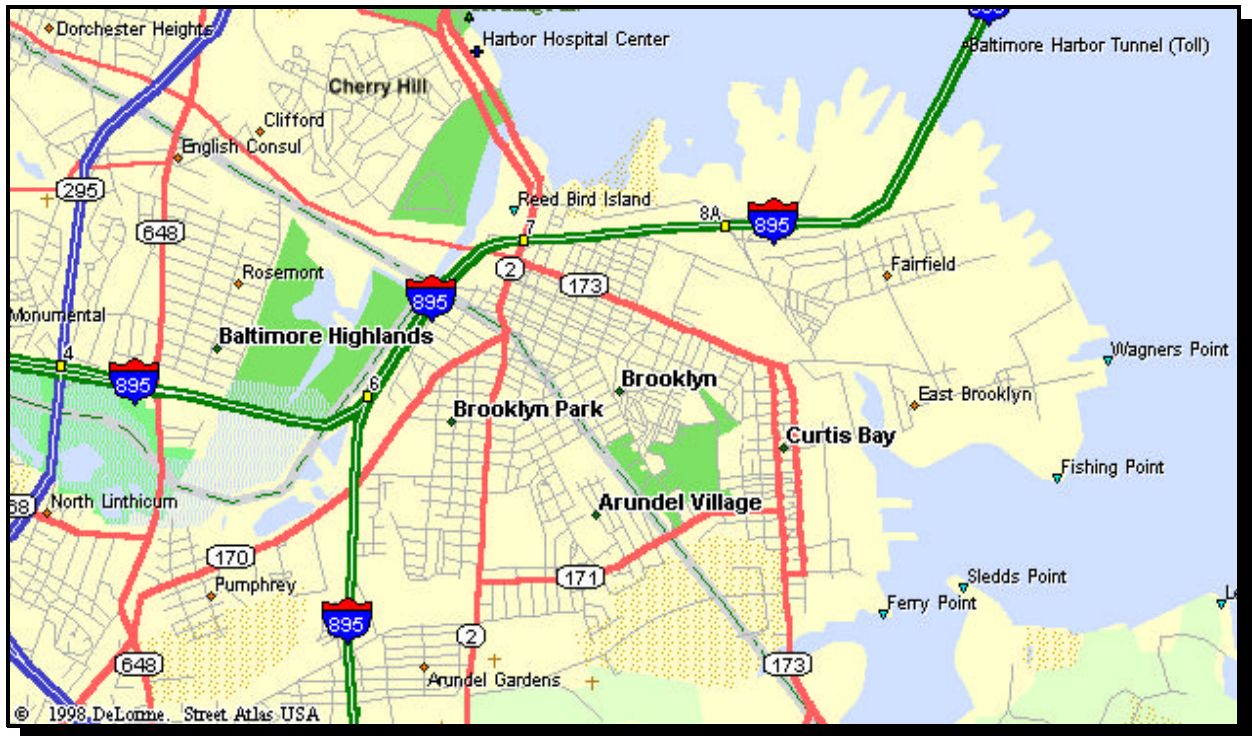 895
Dorchester Heights
Harbor Hospital Center
Baltimore Harbor Tunnel (Toll)
Cherry Hill
Clifford
English Consul
295
Reed Bird Island
8A
895
7
648
Fairfield
Rosemont
2
173
895
Monumental
Baltimore Highlands
Wagners Point
4
895
6
Brooklyn
East Brooklyn
Brooklyn Park
Curtis Bay
Fishing Point
North Linthicum
68
Arundel Village
170
171
Pumphrey
Sledds Point
Ferry Point
895
2
648
173
Arundel Gardens
© 1998 DeLorme. Street Atlas USA